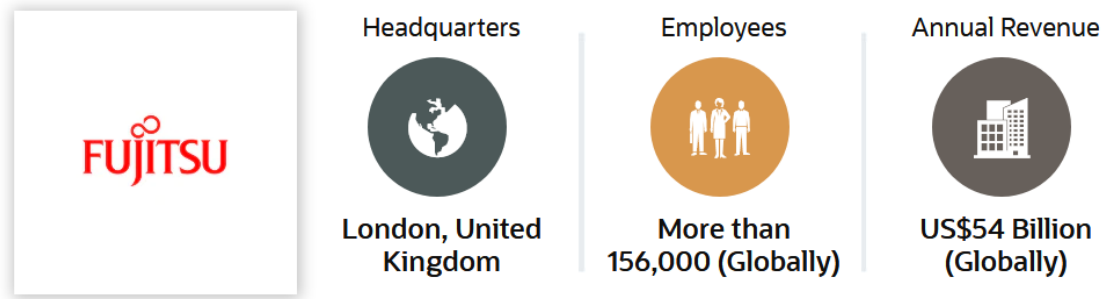 FUJITSU
Headquarters
London, United
Kingdom
Employees
More than
156,000 (Globally)
Annual Revenue
US$54 Billion
(Globally)